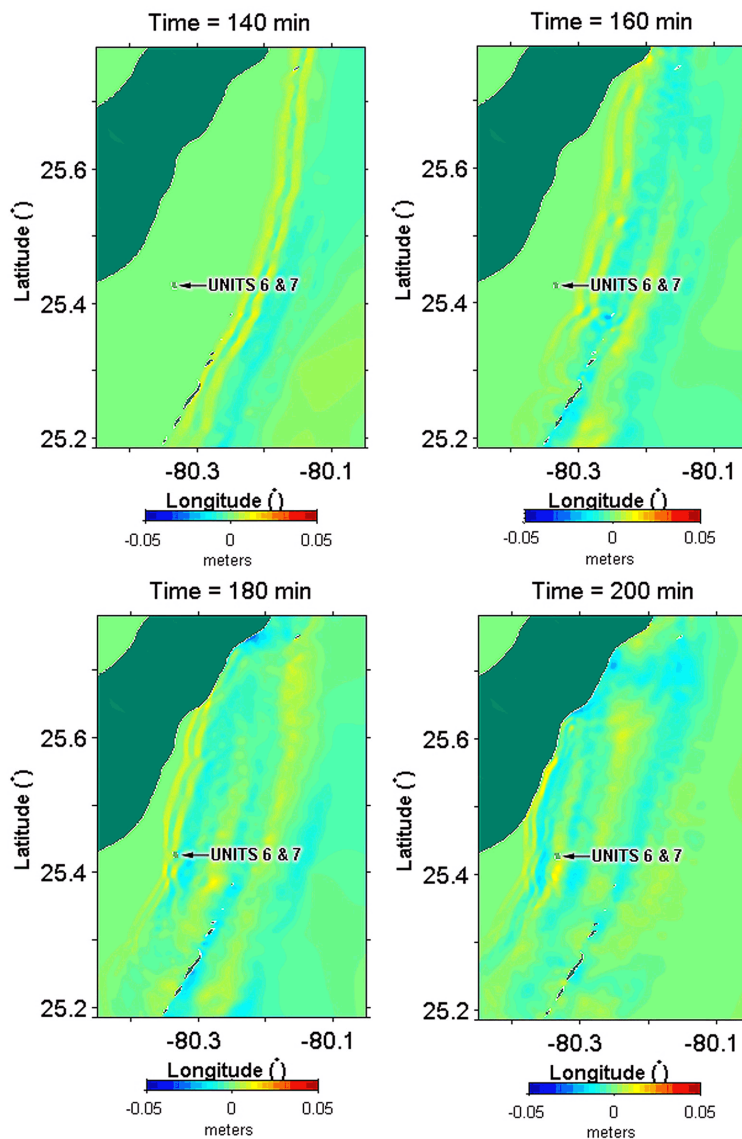 Time = 140 min
Time = 160 min
Latitude (°)
25.6
25.4
25.2
UNITS 6 & 7
-80.3
-80.1
Longitude (°)
-0.05
0
0.05
meters
Latitude (°)
25.6
25.4
25.2
UNITS 6 & 7
-80.3
-80.1
Longitude (°)
-0.05
0
0.05
meters
Time = 180 min
Time = 200 min
Latitude (°)
25.6
25.4
25.2
UNITS 6 & 7
-80.3
-80.1
Longitude (°)
-0.05
0
0.05
meters
Latitude (°)
25.6
25.4
25.2
UNITS 6 & 7
-80.3
-80.1
Longitude (°)
-0.05
0
0.05
meters